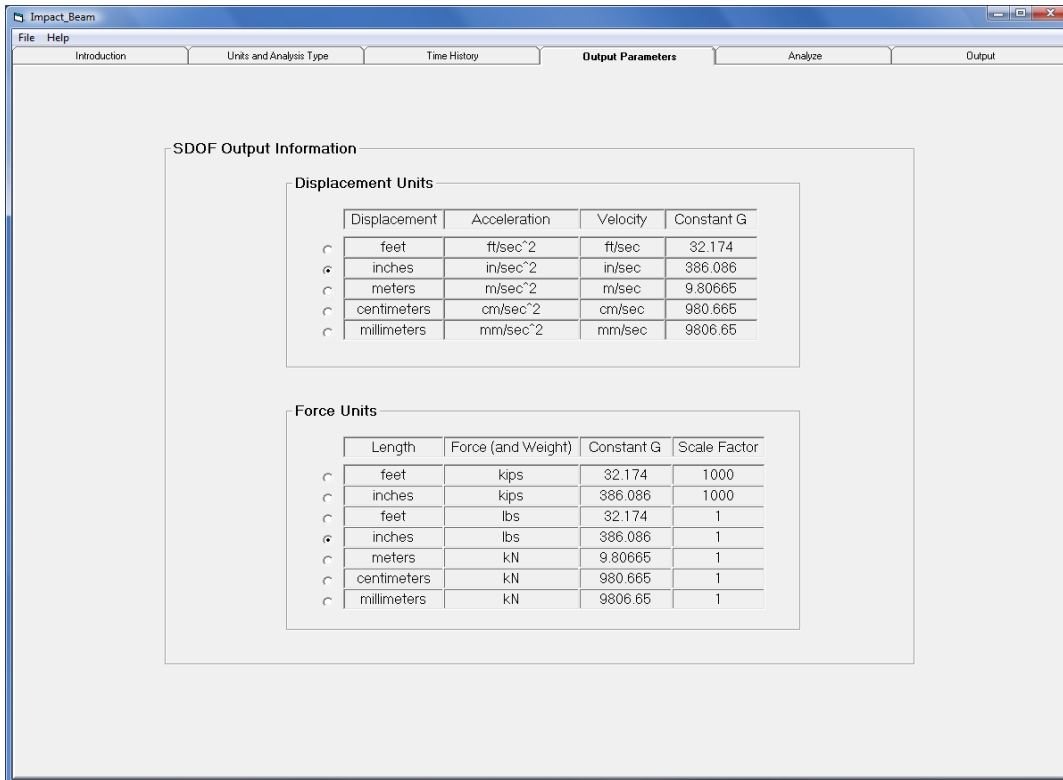 Impact_Beam
File Help
Introduction Units and Analysis Type Time History Output Parameters Analyze Output
SDOF Output Information
Displacement Units
Displacement Acceleration Velocity Constant G
feet ft/sec^2 ft/sec 32.174
inches in/sec^2 in/sec 386.086
meters m/sec^2 m/sec 9.80665
centimeters cm/sec^2 cm/sec 980.665
millimeters mm/sec^2 mm/sec 9806.65
Force Units
Length Force (and Weight) Constant G Scale Factor
feet kips 32.174 1000
inches kips 386.086 1000
feet lbs 32.174 1
inches lbs 386.086 1
meters kN 9.80665 1
centimeters kN 980.665 1
millimeters kN 9806.65 1